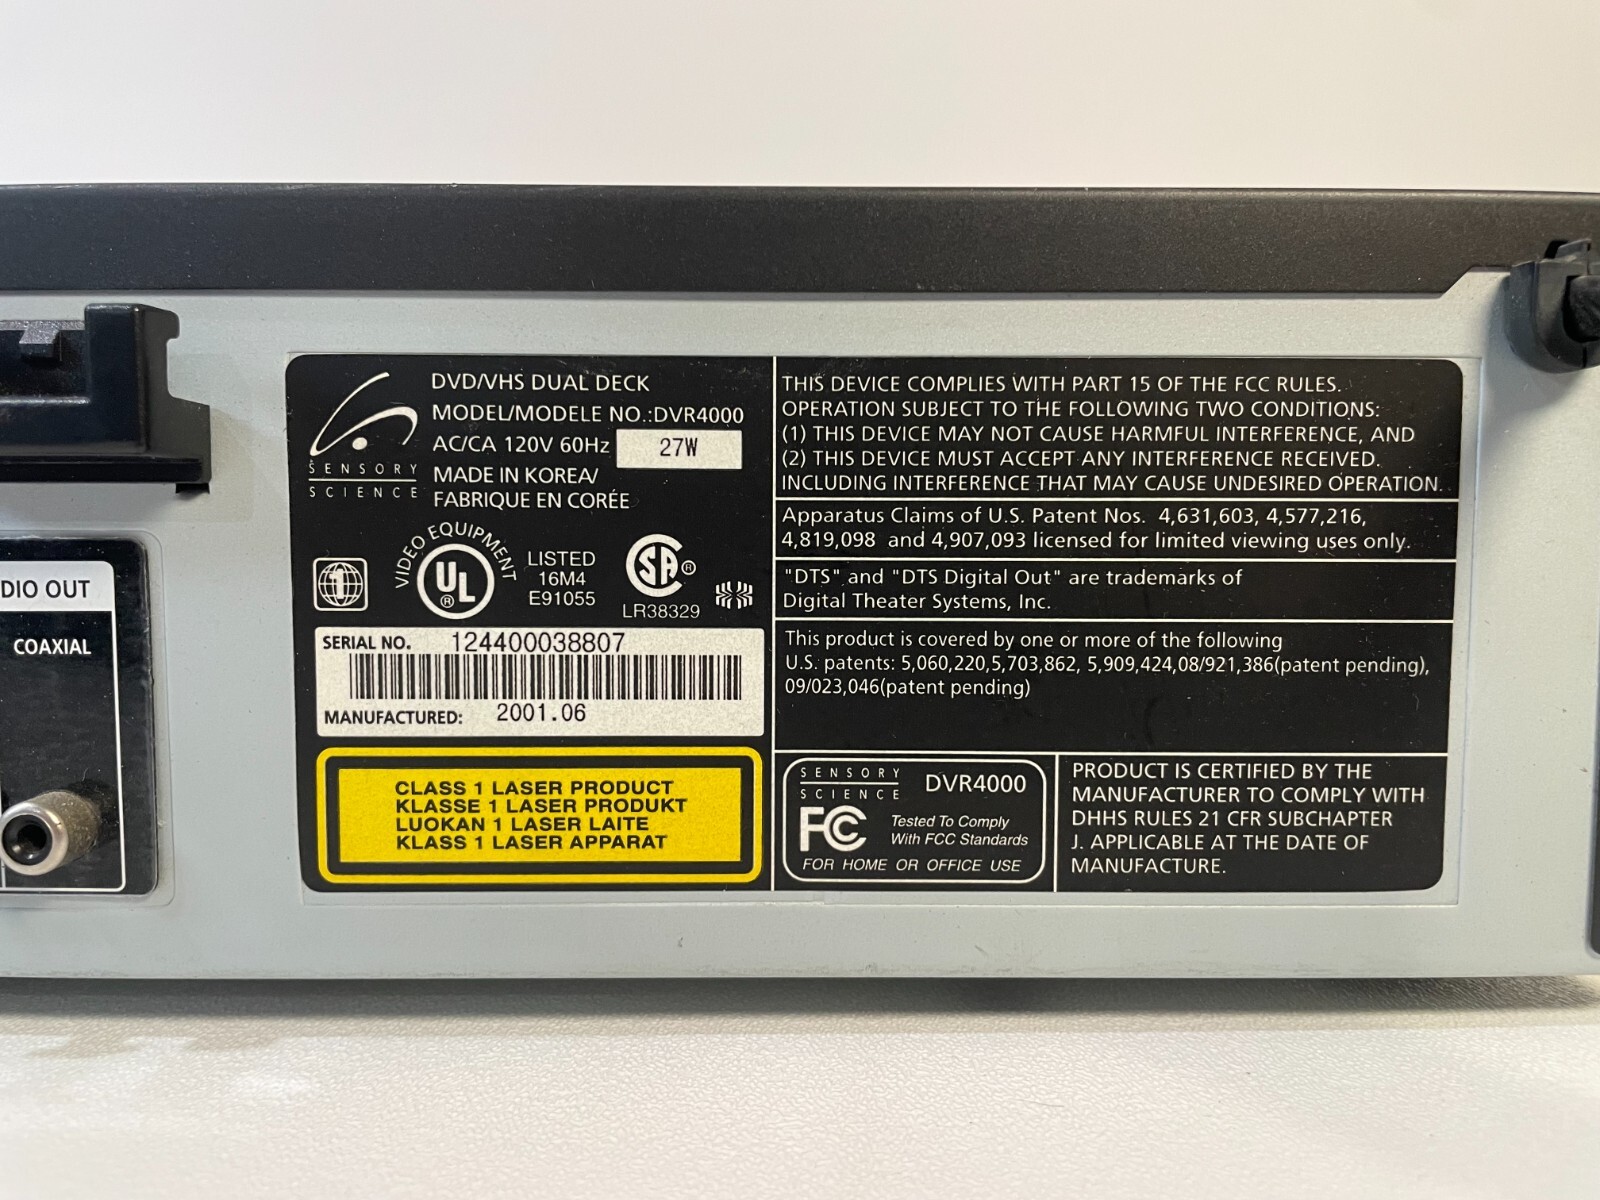 DVD/VHS DUAL DECK
MODEL/MODELE NO.:DVR4000
AC/CA 120V 60Hz 27W
MADE IN KOREA/
FABRIQUE EN CORÉE
SENSORY
SCIENCE
1
VIDEO EQUIPMENT
UL ®
LISTED
16M4
E91055
SA ®
LR38329
SERIAL NO. 124400038807
MANUFACTURED: 2001.06
CLASS 1 LASER PRODUCT
KLASSE 1 LASER PRODUKT
LUOKAN 1 LASER LAITE
KLASS 1 LASER APPARAT
THIS DEVICE COMPLIES WITH PART 15 OF THE FCC RULES.
OPERATION SUBJECT TO THE FOLLOWING TWO CONDITIONS:
(1) THIS DEVICE MAY NOT CAUSE HARMFUL INTERFERENCE, AND
(2) THIS DEVICE MUST ACCEPT ANY INTERFERENCE RECEIVED.
INCLUDING INTERFERENCE THAT MAY CAUSE UNDESIRED OPERATION.
Apparatus Claims of U.S. Patent Nos. 4,631,603, 4,577,216,
4,819,098 and 4,907,093 licensed for limited viewing uses only.
"DTS" and "DTS Digital Out" are trademarks of
Digital Theater Systems, Inc.
This product is covered by one or more of the following
U.S. patents: 5,060,220,5,703,862, 5,909,424,08/921,386(patent pending),
09/023,046(patent pending)
SENSORY
SCIENCE
DVR4000
FC
Tested To Comply
With FCC Standards
FOR HOME OR OFFICE USE
PRODUCT IS CERTIFIED BY THE
MANUFACTURER TO COMPLY WITH
DHHS RULES 21 CFR SUBCHAPTER
J. APPLICABLE AT THE DATE OF
MANUFACTURE.
DIO OUT
COAXIAL